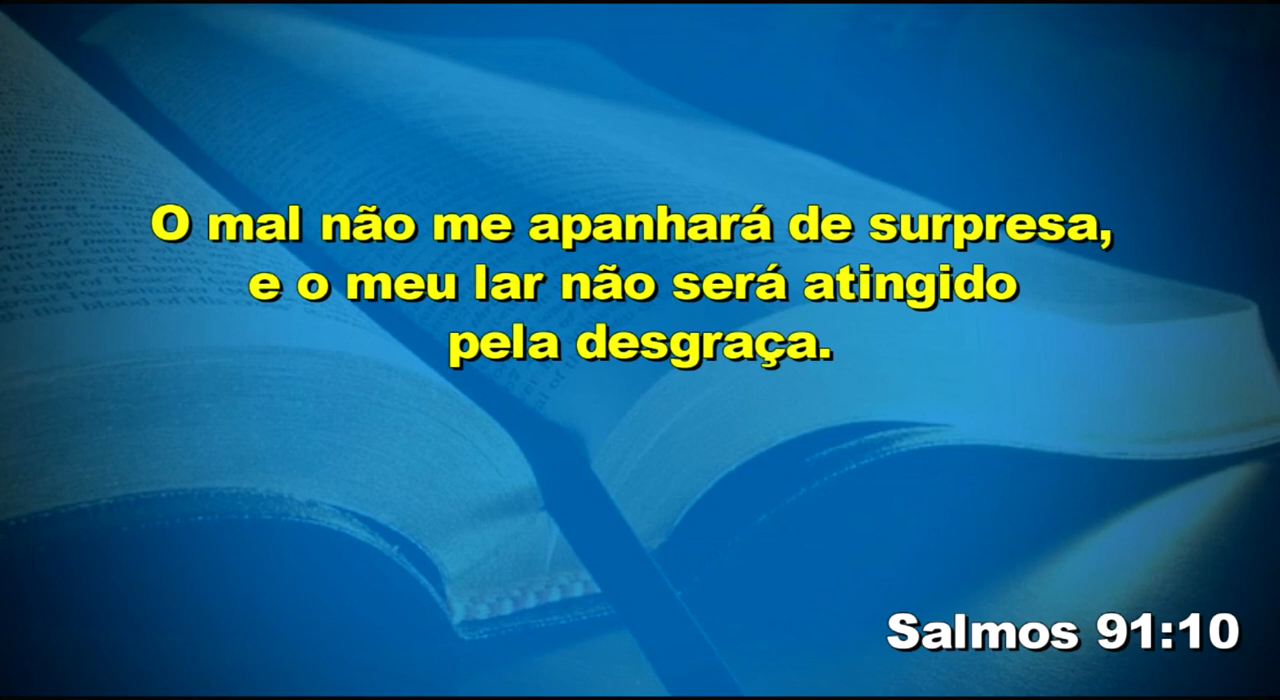 O mal não me apanhará de surpresa,
e o meu lar não será atingido
pela desgraça.
Salmos 91:10